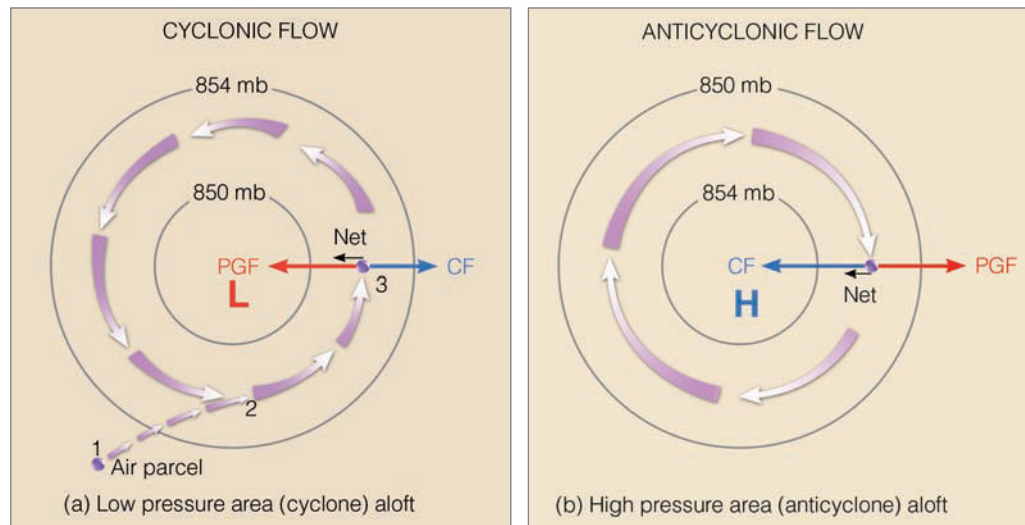 CYCLONIC FLOW
854 mb
850 mb
Net
PGF
CF
L
3
2
1
Air parcel
(a) Low pressure area (cyclone) aloft
ANTICYCLONIC FLOW
850 mb
854 mb
CF
PGF
H
Net
(b) High pressure area (anticyclone) aloft